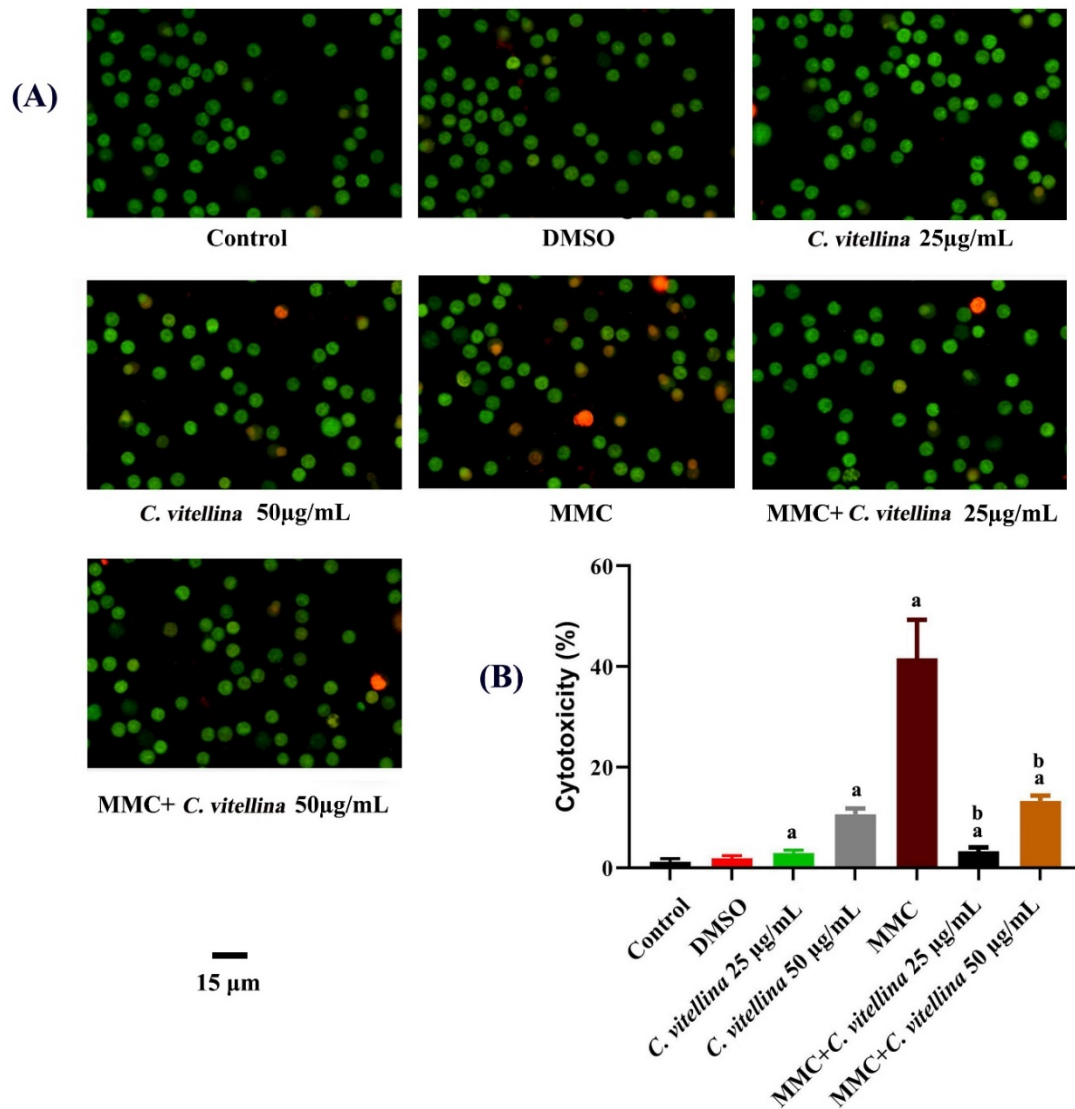 (A)
Control
DMSO
C. vitellina 25µg/mL
C. vitellina 50µg/mL
MMC
MMC+ C. vitellina 25µg/mL
MMC+ C. vitellina 50µg/mL
15 µm
(B)
Cytotoxicity (%)
60
40
20
0
a
a
a
b
a
b
a
Control
DMSO
C. vitellina 25 µg/mL
C. vitellina 50 µg/mL
MMC
MMC+C. vitellina 25 µg/mL
MMC+C. vitellina 50 µg/mL